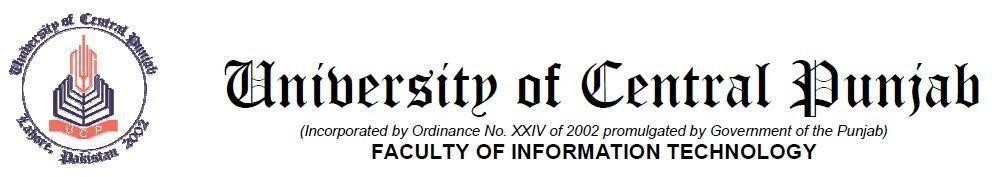 University of Central Punjab
Lahore, Pakistan 2002
UCP
University of Central Punjab
(Incorporated by Ordinance No. XXIV of 2002 promulgated by Government of the Punjab)
FACULTY OF INFORMATION TECHNOLOGY